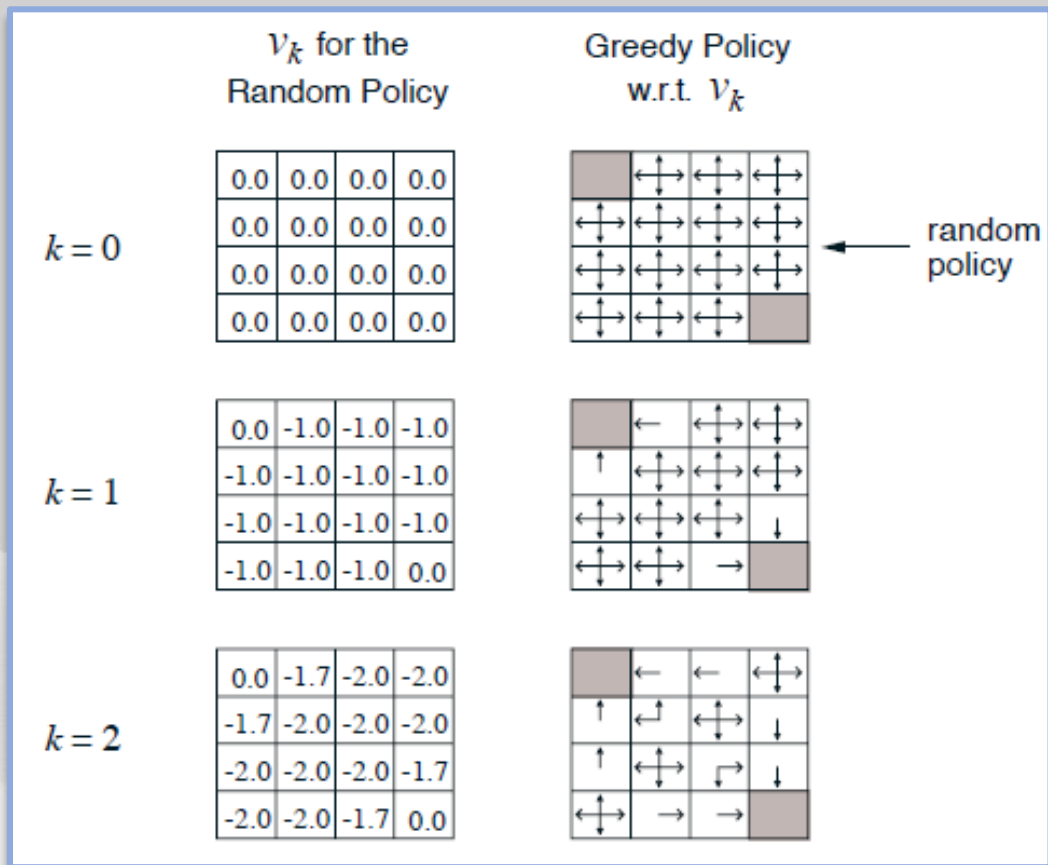 v_k for the
Random Policy
Greedy Policy
w.r.t. v_k
k = 0
0.0 0.0 0.0 0.0
0.0 0.0 0.0 0.0
0.0 0.0 0.0 0.0
0.0 0.0 0.0 0.0
random
policy
k = 1
0.0 -1.0 -1.0 -1.0
-1.0 -1.0 -1.0 -1.0
-1.0 -1.0 -1.0 -1.0
-1.0 -1.0 -1.0 0.0
k = 2
0.0 -1.7 -2.0 -2.0
-1.7 -2.0 -2.0 -2.0
-2.0 -2.0 -2.0 -1.7
-2.0 -2.0 -1.7 0.0